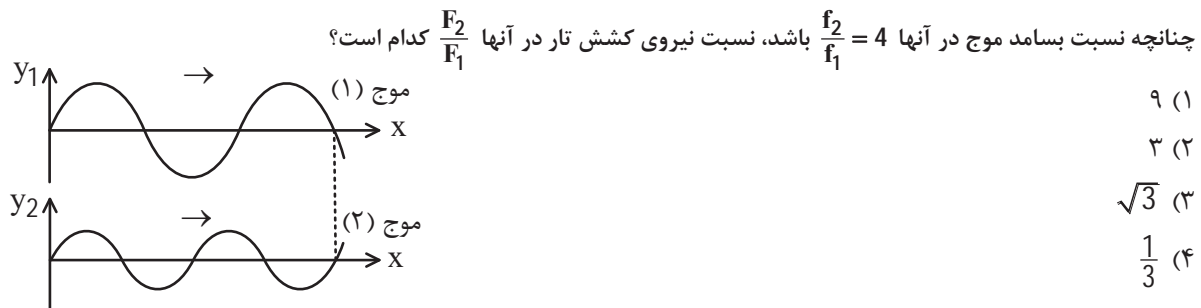 چنانچه نسبت بسامد موج در آنها f2/f1 = 4 باشد، نسبت نیروی کشش تار در آنها F2/F1 کدام است؟
y1
→
موج (۱)
x
y2
→
موج (۲)
x
۱) ۹
۲) ۳
۳) √3
۴) 1/3